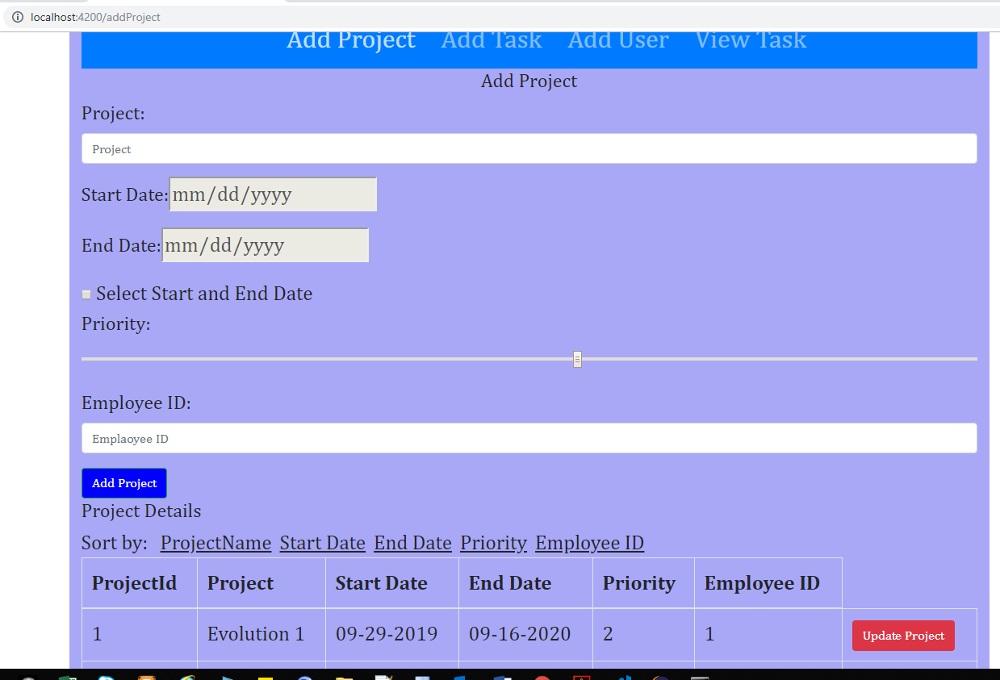 localhost:4200/addProject
Add Project Add Task Add User View Task
Add Project
Project:
Project
Start Date: mm/dd/yyyy
End Date: mm/dd/yyyy
Select Start and End Date
Priority:
Employee ID:
Emplaoyee ID
Add Project
Project Details
Sort by: ProjectName Start Date End Date Priority Employee ID
ProjectId Project Start Date End Date Priority Employee ID
1 Evolution 1 09-29-2019 09-16-2020 2 1 Update Project